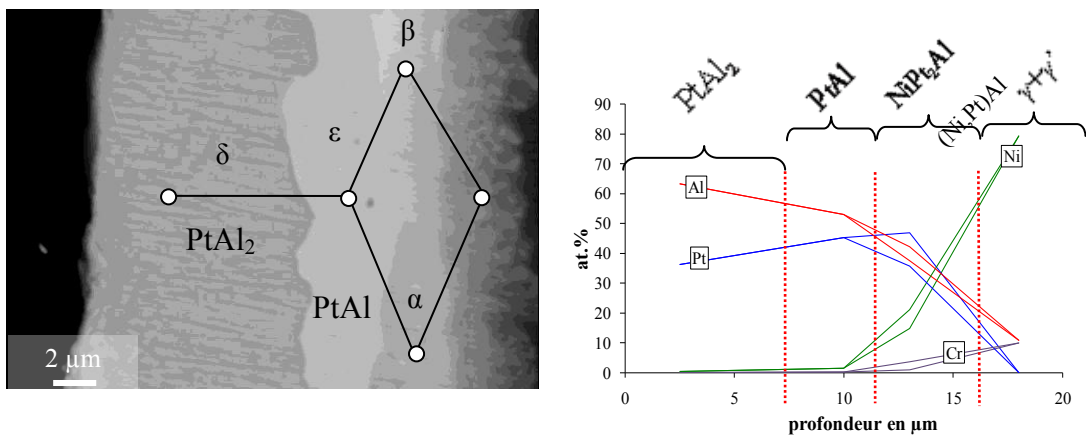 β
ε
δ
PtAl₂
PtAl
α
2 µm
PtAl₂
PtAl
NiPt₂Al
(Ni,Pt)Al
γ+γ'
90
80
70
60
50
40
30
20
10
0
at.%
Ni
Al
Pt
Cr
0
5
10
15
20
profondeur en µm